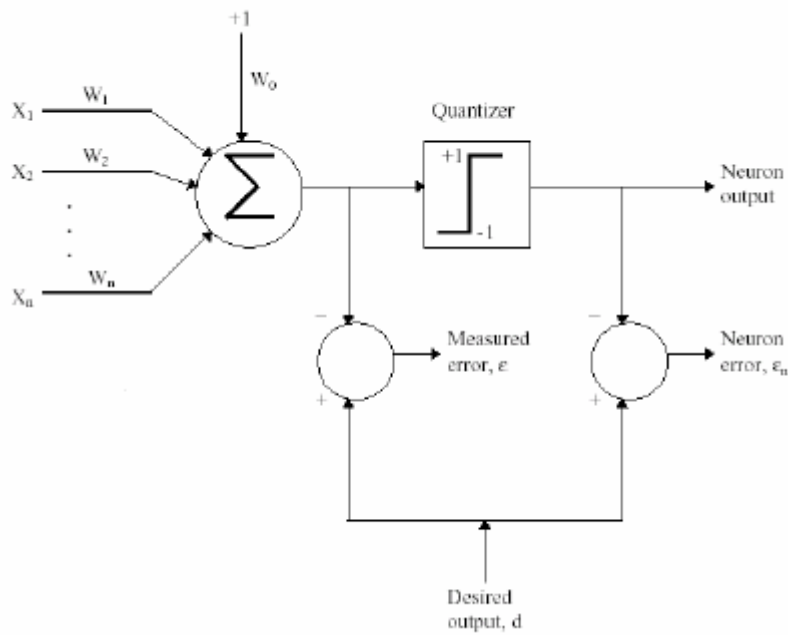 +1
W₀
X₁
W₁
X₂
W₂
Xₙ
Wₙ
Σ
Quantizer
+1
-1
Neuron
output
−
+
Measured
error, ε
−
+
Neuron
error, εₙ
Desired
output, d